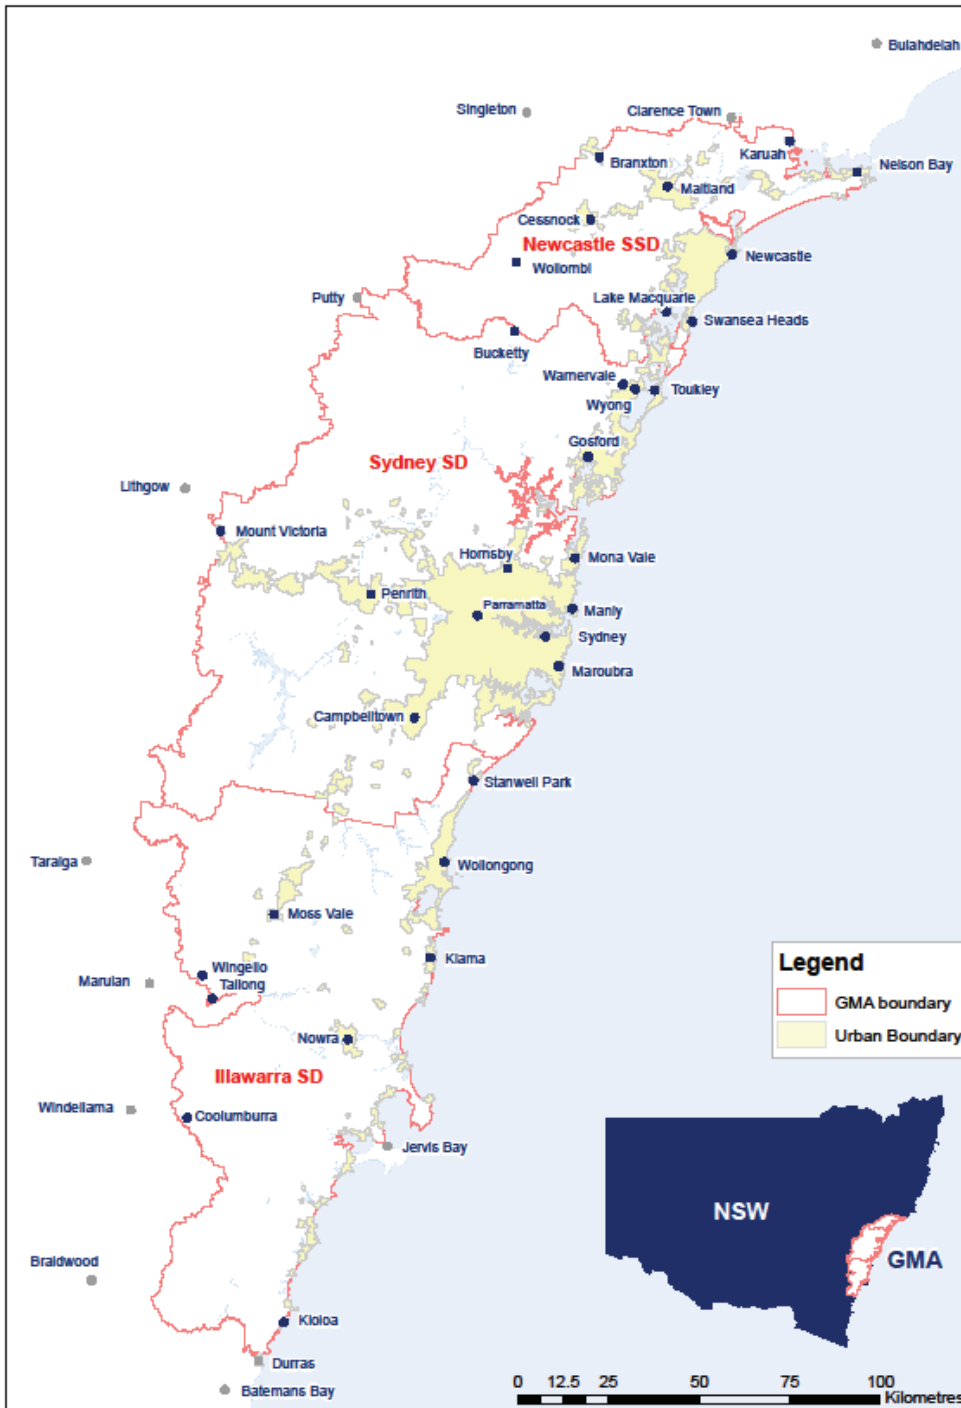 Bulahdelah
Singleton
Clarence Town
Karuah
Branxton
Nelson Bay
Maitland
Cessnock
Newcastle SSD
Newcastle
Wollombi
Putty
Lake Macquarie
Swansea Heads
Bucketty
Warnervale
Toukley
Wyong
Gosford
Sydney SD
Lithgow
Mount Victoria
Hornsby
Mona Vale
Penrith
Parramatta
Manly
Sydney
Maroubra
Campbelltown
Stanwell Park
Taralga
Wollongong
Moss Vale
Kiama
Wingello
Marulan
Tallong
Nowra
Illawarra SD
Windellama
Coolumburra
Jervis Bay
Braidwood
Kioloa
Durras
Batemans Bay
Legend
GMA boundary
Urban Boundary
NSW
GMA
0 12.5 25 50 75 100
Kilometres